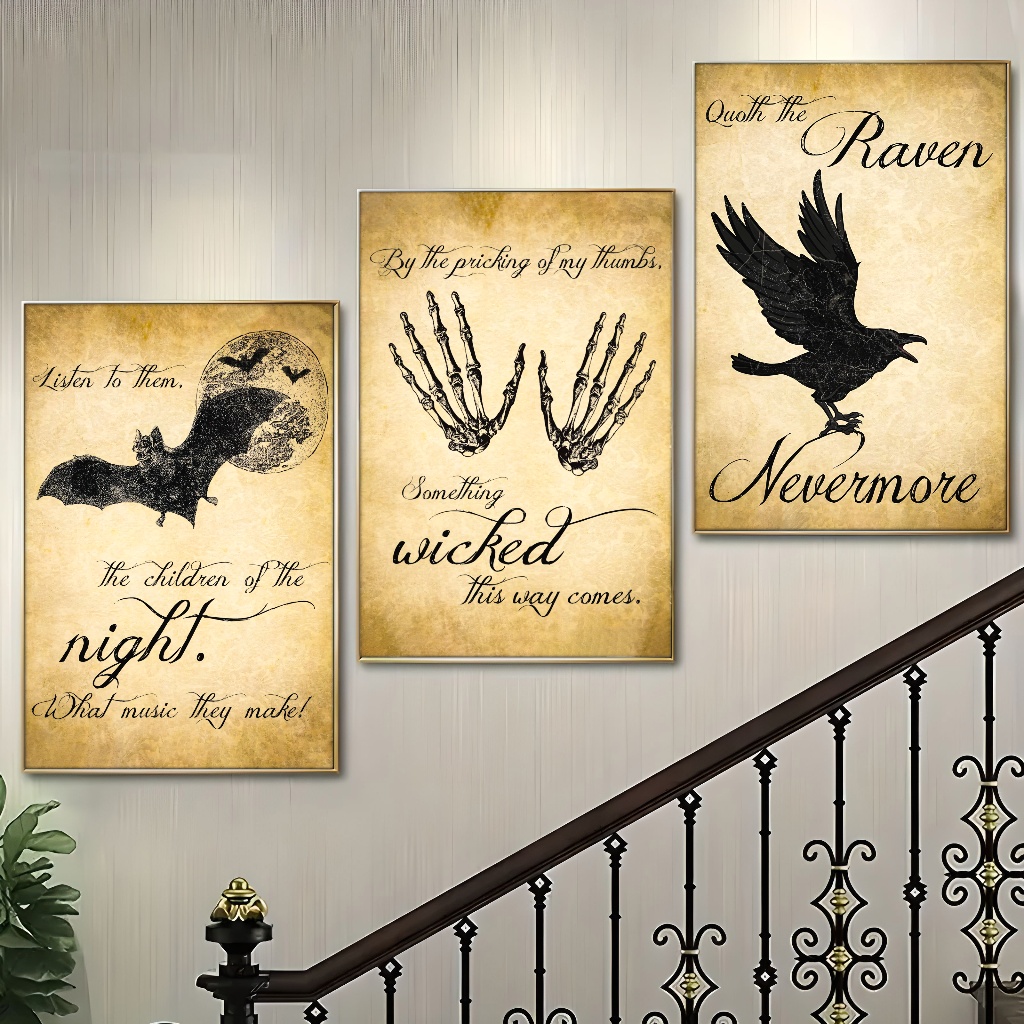 Listen to them,
the children of the
night.
What music they make!
By the pricking of my thumbs,
Something
wicked
this way comes.
Quoth the
Raven
Nevermore